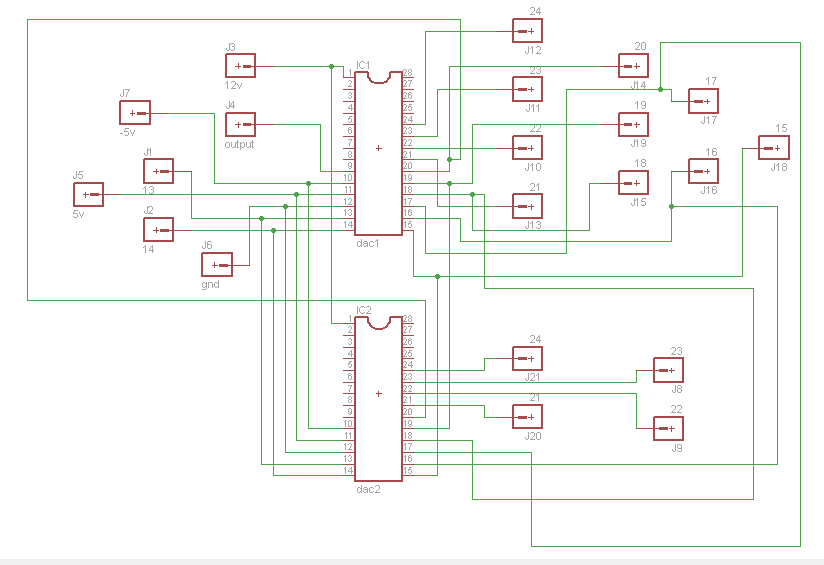 24
J12
J3
12v
20
J14
IC1
1
2
3
4
5
6
7
8
9
10
11
12
13
14
28
27
26
25
24
23
22
21
20
19
18
17
16
15
dac1
23
J11
17
J17
J7
-5v
J4
output
19
J19
22
J10
15
J18
J1
13
16
J16
18
J15
J5
5v
21
J13
J2
14
J6
gnd
IC2
1
2
3
4
5
6
7
8
9
10
11
12
13
14
28
27
26
25
24
23
22
21
20
19
18
17
16
15
dac2
24
J21
23
J8
21
J20
22
J9